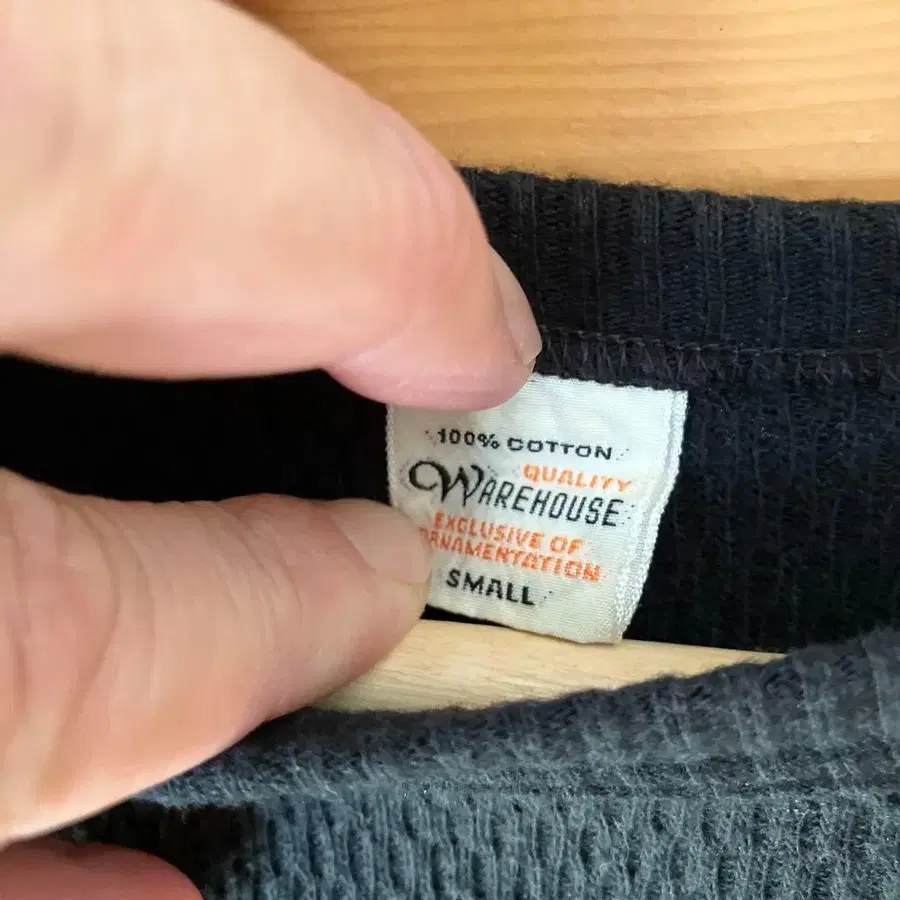 100% COTTON
QUALITY
WAREHOUSE
EXCLUSIVE OF
ORNAMENTATION
SMALL